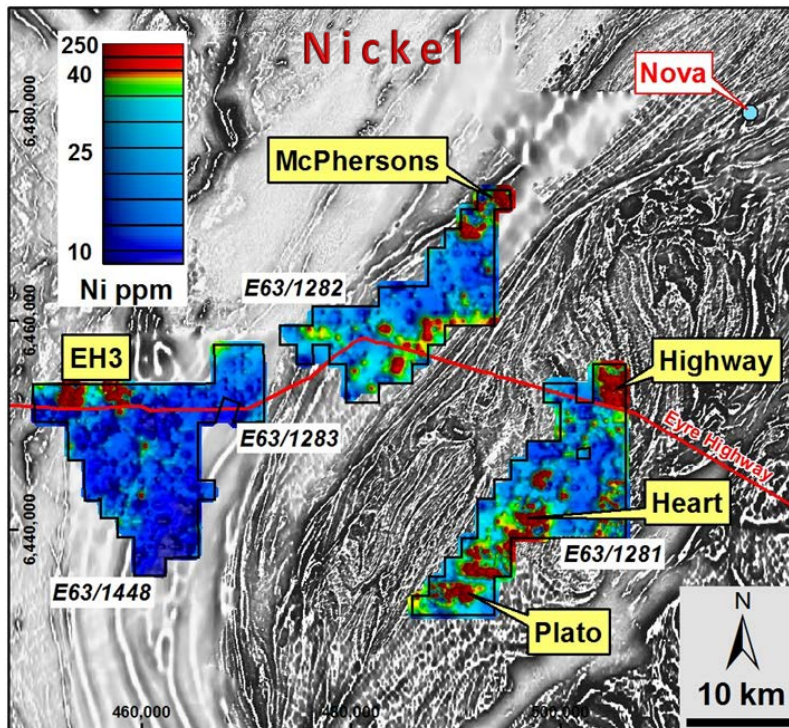 Nickel
250
40
25
10
Ni ppm
Nova
McPhersons
E63/1282
EH3
Highway
E63/1283
Eyre Highway
Heart
E63/1281
E63/1448
Plato
6,480,000
6,460,000
6,440,000
460,000
500,000
N
10 km